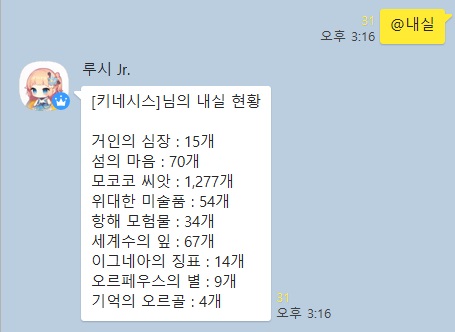 31
오후 3:16
@내실
루시 Jr.
[키네시스]님의 내실 현황
거인의 심장 : 15개
섬의 마음 : 70개
모코코 씨앗 : 1,277개
위대한 미술품 : 54개
항해 모험물 : 34개
세계수의 잎 : 67개
이그네아의 징표 : 14개
오르페우스의 별 : 9개
기억의 오르골 : 4개
31
오후 3:16